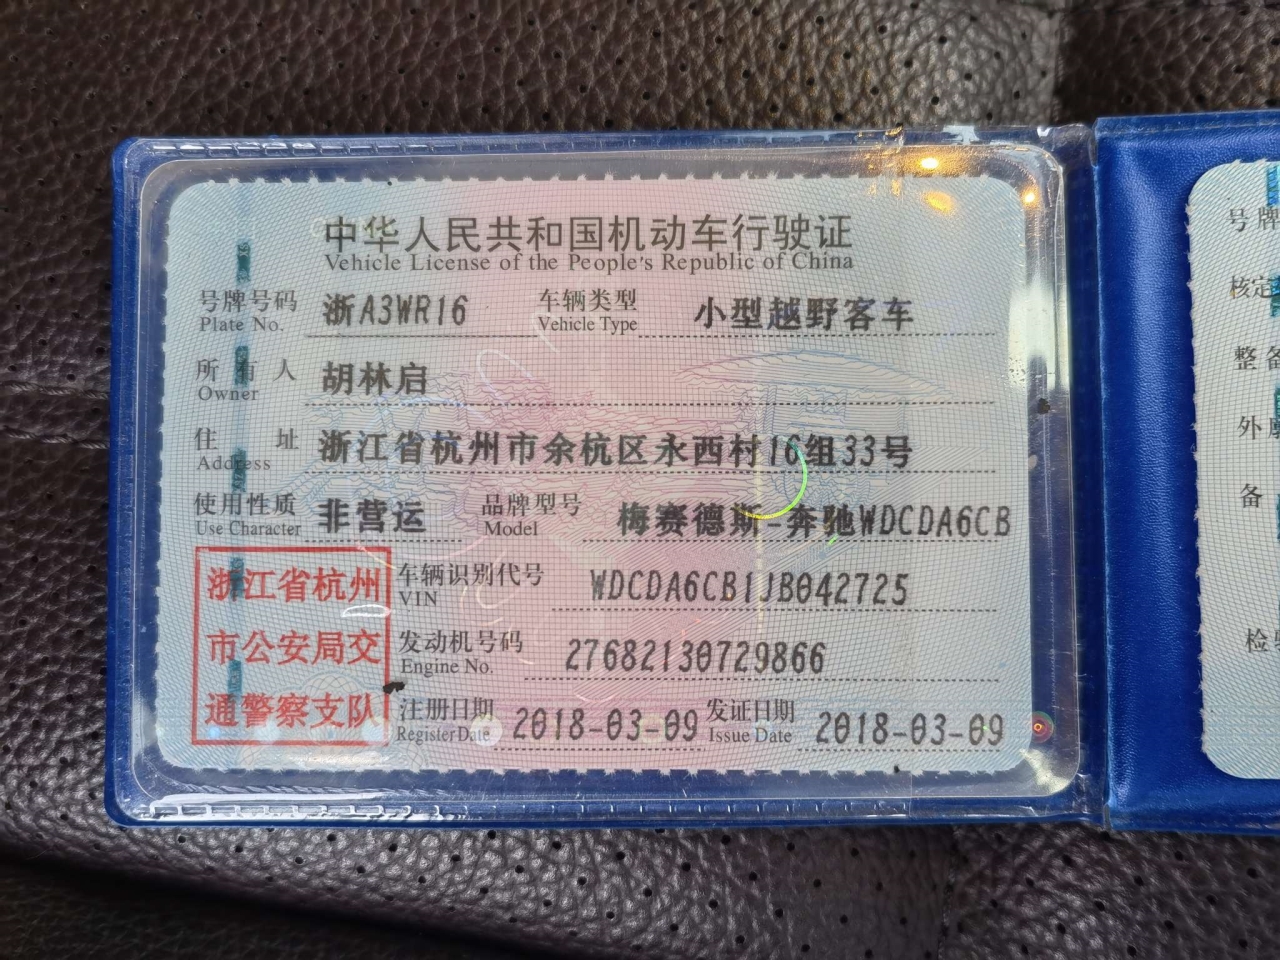 中华人民共和国机动车行驶证
Vehicle License of the People's Republic of China
号牌号码 浙A3WR16 车辆类型 小型越野客车
Plate No. Vehicle Type
所有人 胡林启
Owner
住址 浙江省杭州市余杭区永西村16组33号
Address
使用性质 非营运 品牌型号 梅赛德斯-奔驰WDCDA6CB
Use Character Model
浙江省杭州
市公安局交
通警察支队
车辆识别代号 WDCDA6CB1JB042725
VIN
发动机号码 27682130729866
Engine No.
注册日期 2018-03-09 发证日期 2018-03-09
Register Date Issue Date
号牌
核定
整备
外
备
检